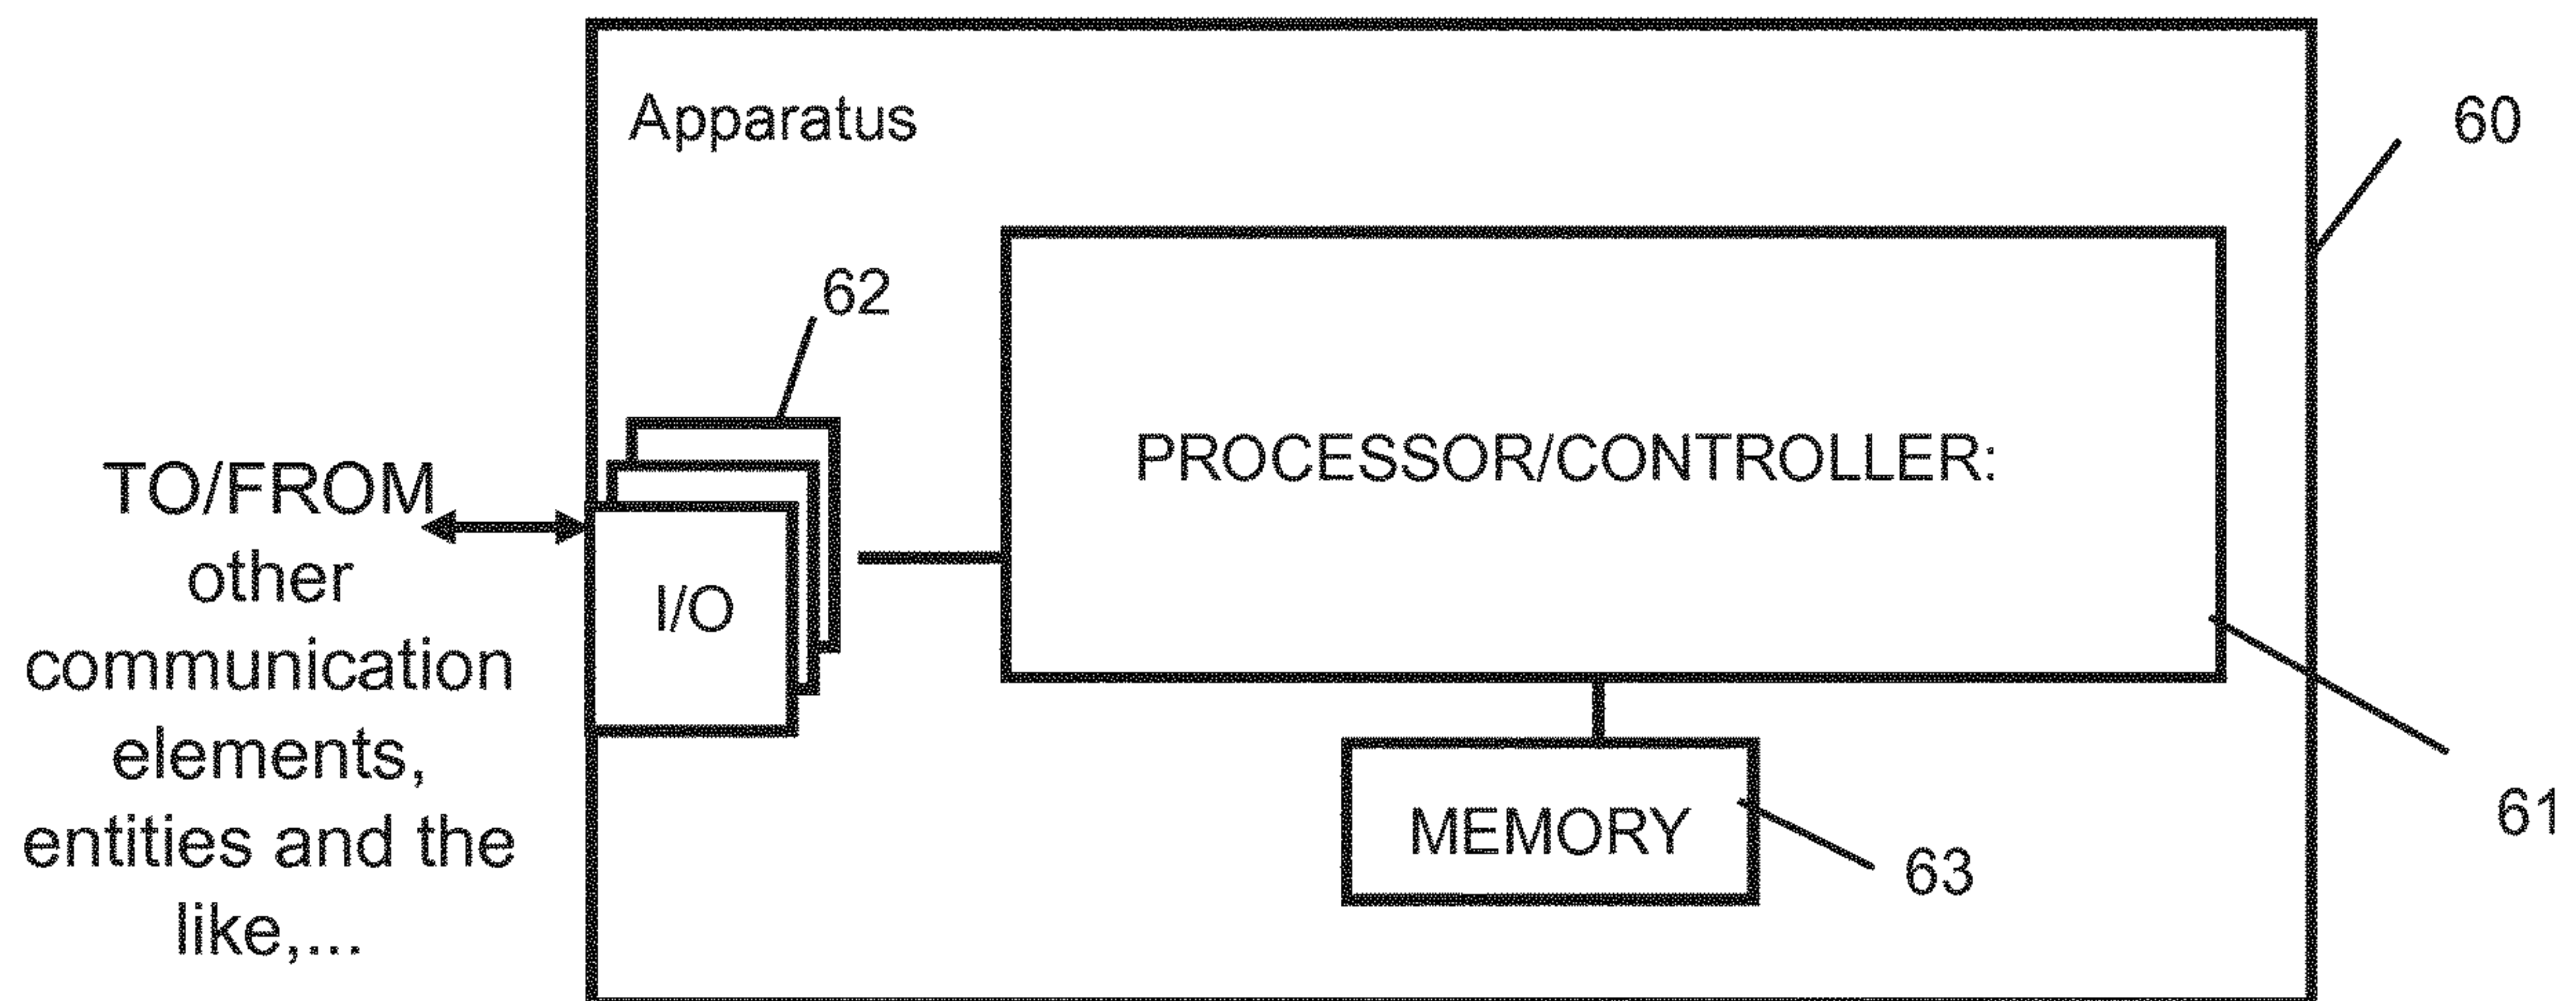 Apparatus
60
62
TO/FROM
other
communication
elements,
entities and the
like,...
I/O
PROCESSOR/CONTROLLER:
MEMORY
61
63